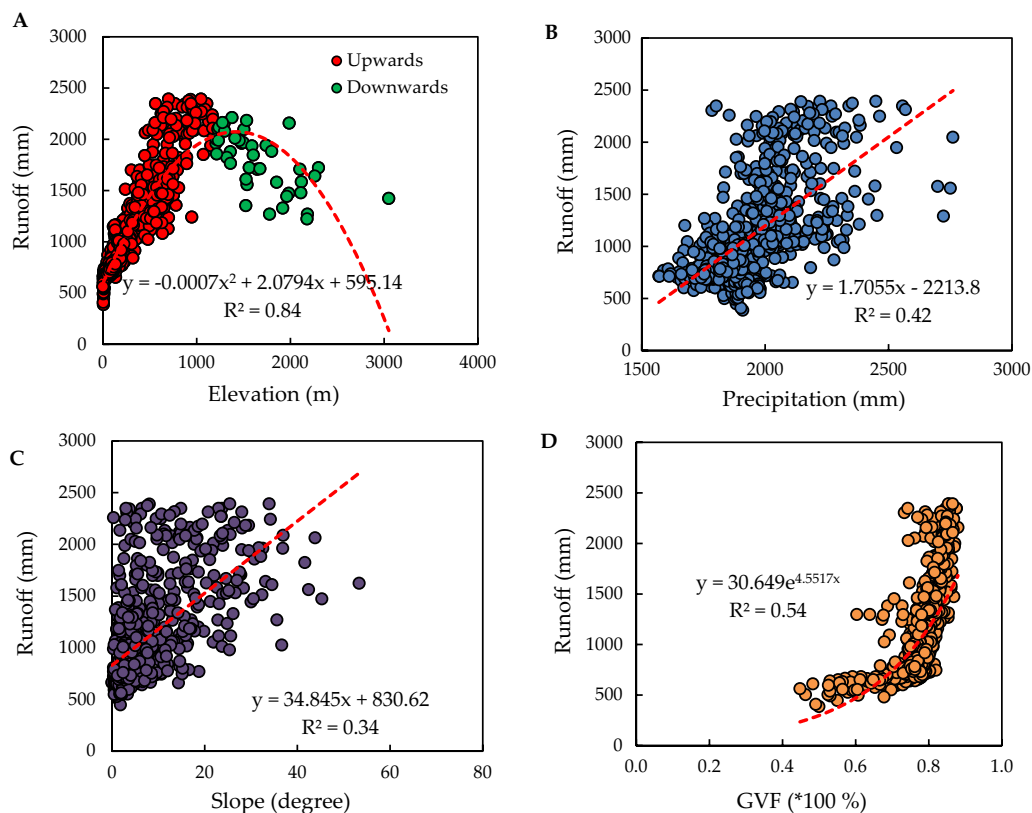 A
3000
2500
2000
1500
1000
500
0
Runoff (mm)
Upwards
Downwards
y = -0.0007x² + 2.0794x + 595.14
R² = 0.84
0 1000 2000 3000 4000
Elevation (m)
B
3000
2500
2000
1500
1000
500
0
Runoff (mm)
y = 1.7055x - 2213.8
R² = 0.42
1500 2000 2500 3000
Precipitation (mm)
C
3000
2500
2000
1500
1000
500
0
Runoff (mm)
y = 34.845x + 830.62
R² = 0.34
0 20 40 60 80
Slope (degree)
D
3000
2500
2000
1500
1000
500
0
Runoff (mm)
y = 30.649e^4.5517x
R² = 0.54
0.0 0.2 0.4 0.6 0.8 1.0
GVF (*100 %)